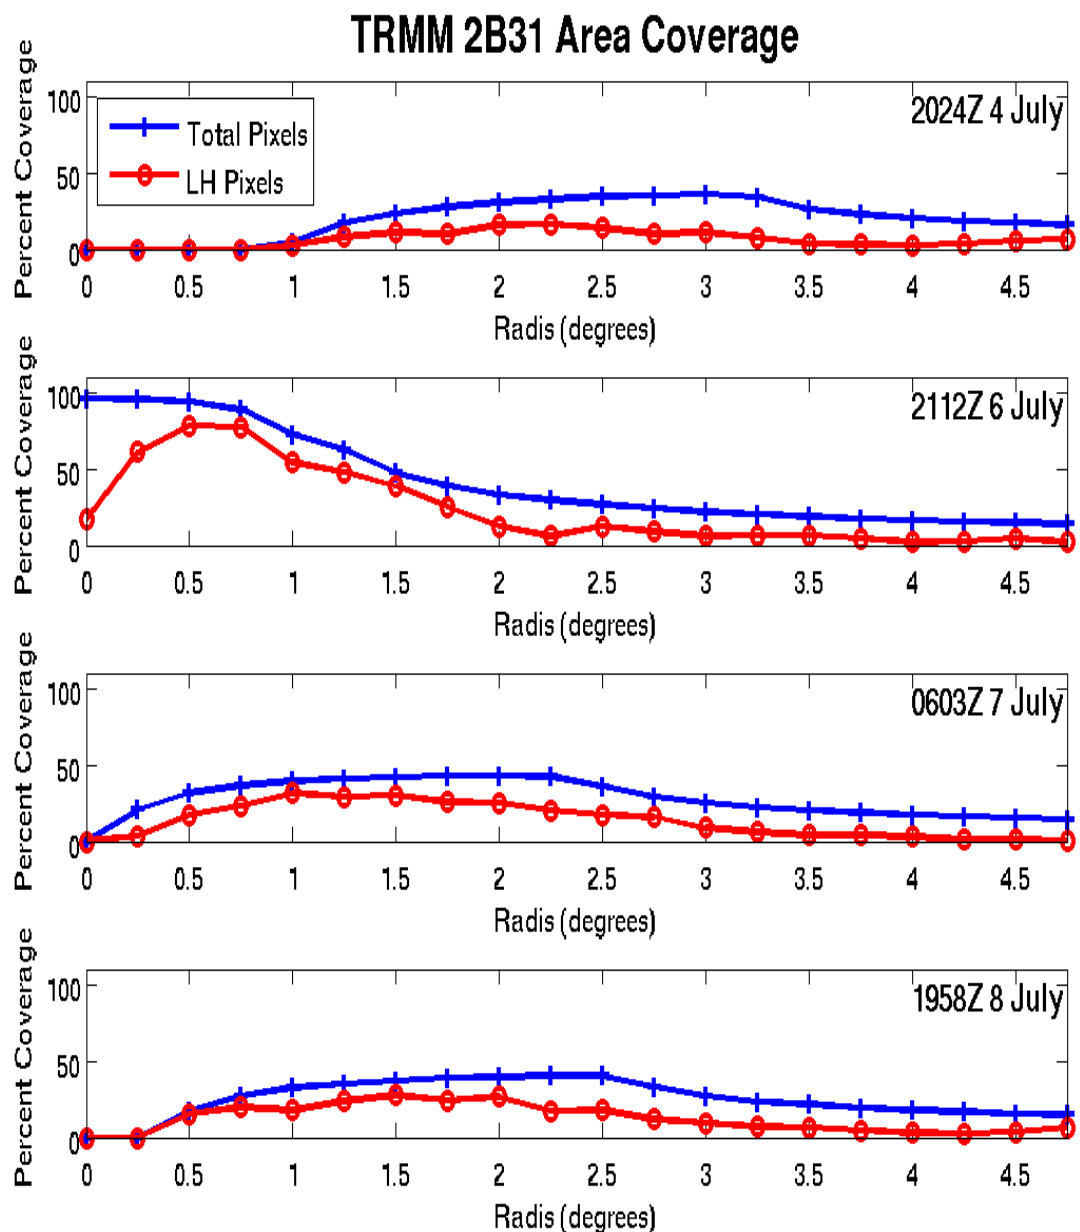 TRMM 2B31 Area Coverage
Percent Coverage
100
50
0
Total Pixels
LH Pixels
2024Z 4 July
0 0.5 1 1.5 2 2.5 3 3.5 4 4.5
Radis (degrees)
Percent Coverage
100
50
0
2112Z 6 July
0 0.5 1 1.5 2 2.5 3 3.5 4 4.5
Radis (degrees)
Percent Coverage
100
50
0
0603Z 7 July
0 0.5 1 1.5 2 2.5 3 3.5 4 4.5
Radis (degrees)
Percent Coverage
100
50
0
1958Z 8 July
0 0.5 1 1.5 2 2.5 3 3.5 4 4.5
Radis (degrees)